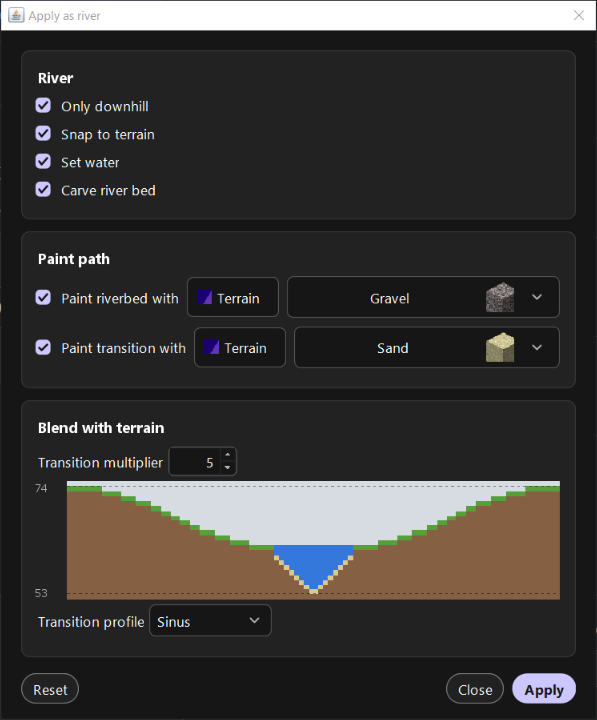 Apply as river
River
Only downhill
Snap to terrain
Set water
Carve river bed
Paint path
Paint riverbed with Terrain Gravel
Paint transition with Terrain Sand
Blend with terrain
Transition multiplier 5
74
53
Transition profile Sinus
Reset Close Apply